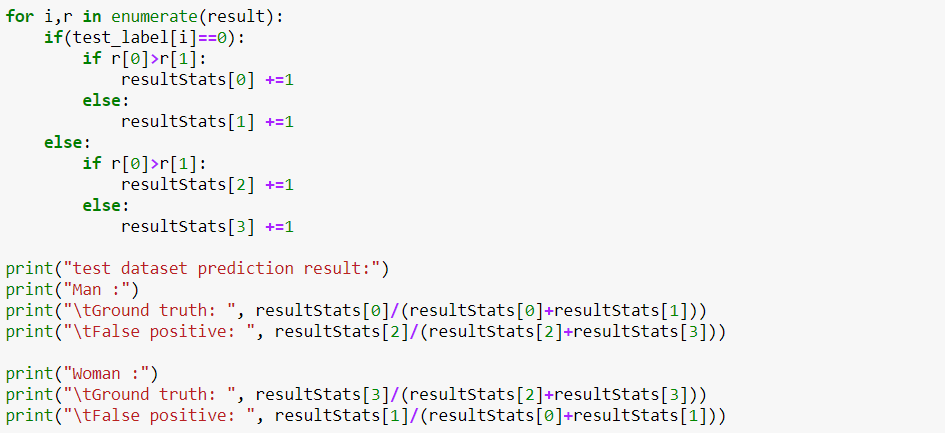 for i,r in enumerate(result):
    if(test_label[i]==0):
        if r[0]>r[1]:
            resultStats[0] +=1
        else:
            resultStats[1] +=1
    else:
        if r[0]>r[1]:
            resultStats[2] +=1
        else:
            resultStats[3] +=1

print("test dataset prediction result:")
print("Man :")
print("\tGround truth: ", resultStats[0]/(resultStats[0]+resultStats[1]))
print("\tFalse positive: ", resultStats[2]/(resultStats[2]+resultStats[3]))

print("Woman :")
print("\tGround truth: ", resultStats[3]/(resultStats[2]+resultStats[3]))
print("\tFalse positive: ", resultStats[1]/(resultStats[0]+resultStats[1]))